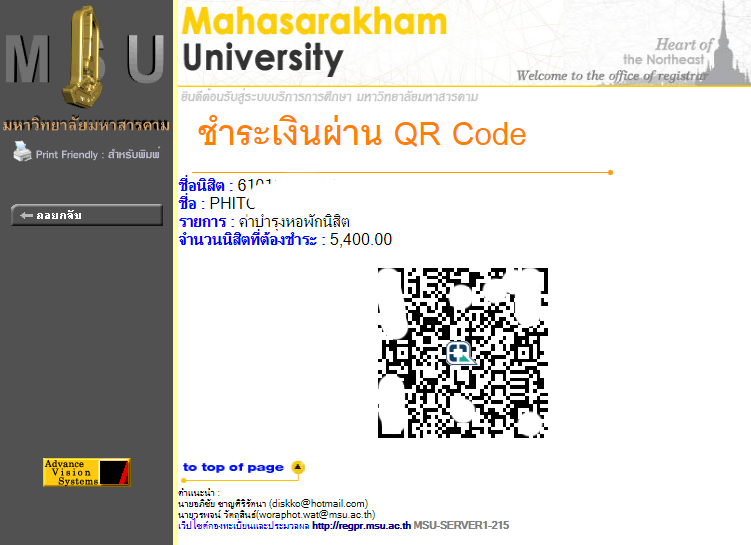 MSU
มหาวิทยาลัยมหาสารคาม
Print Friendly : สำหรับพิมพ์
ถอยกลับ
Advance
Vision
Systems
Mahasarakham
University
Heart of
the Northeast
Welcome to the office of registrar
ยินดีต้อนรับสู่ระบบบริการการศึกษา มหาวิทยาลัยมหาสารคาม
ชำระเงินผ่าน QR Code
ชื่อนิสิต : 6101
ชื่อ : PHIT
รายการ : ค่าบำรุงหอพักนิสิต
จำนวนนิสิตที่ต้องชำระ : 5,400.00
to top of page
คำแนะนำ :
นายอภิชัย ชาญศิริรัตนา (diskko@hotmail.com)
นายวรพจน์ วัตกสินธ์(woraphot.wat@msu.ac.th)
เว็บไซต์กองทะเบียนและประมวลผล http://regpr.msu.ac.th MSU-SERVER1-215